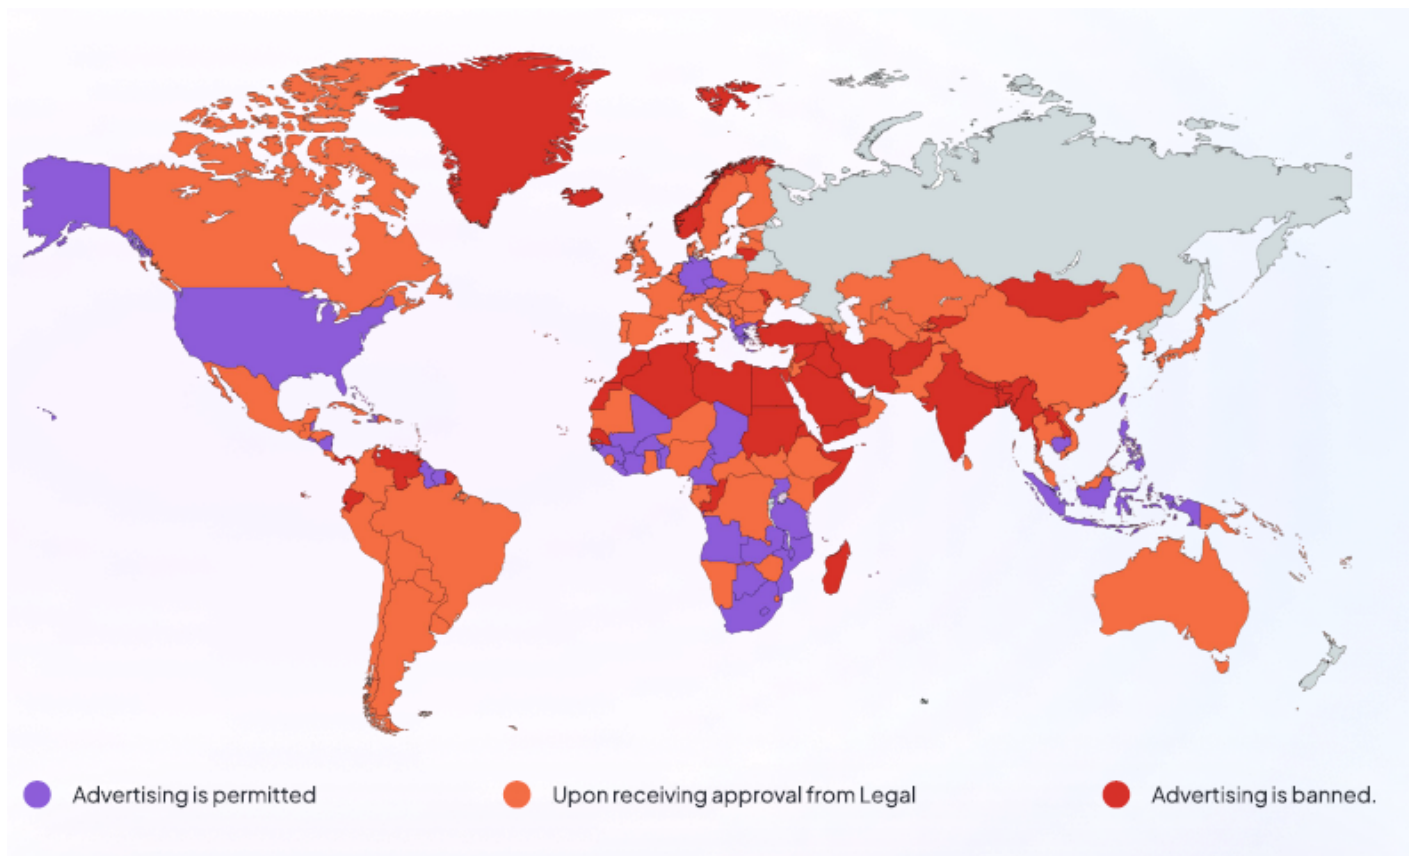 Advertising is permitted
Upon receiving approval from Legal
Advertising is banned.